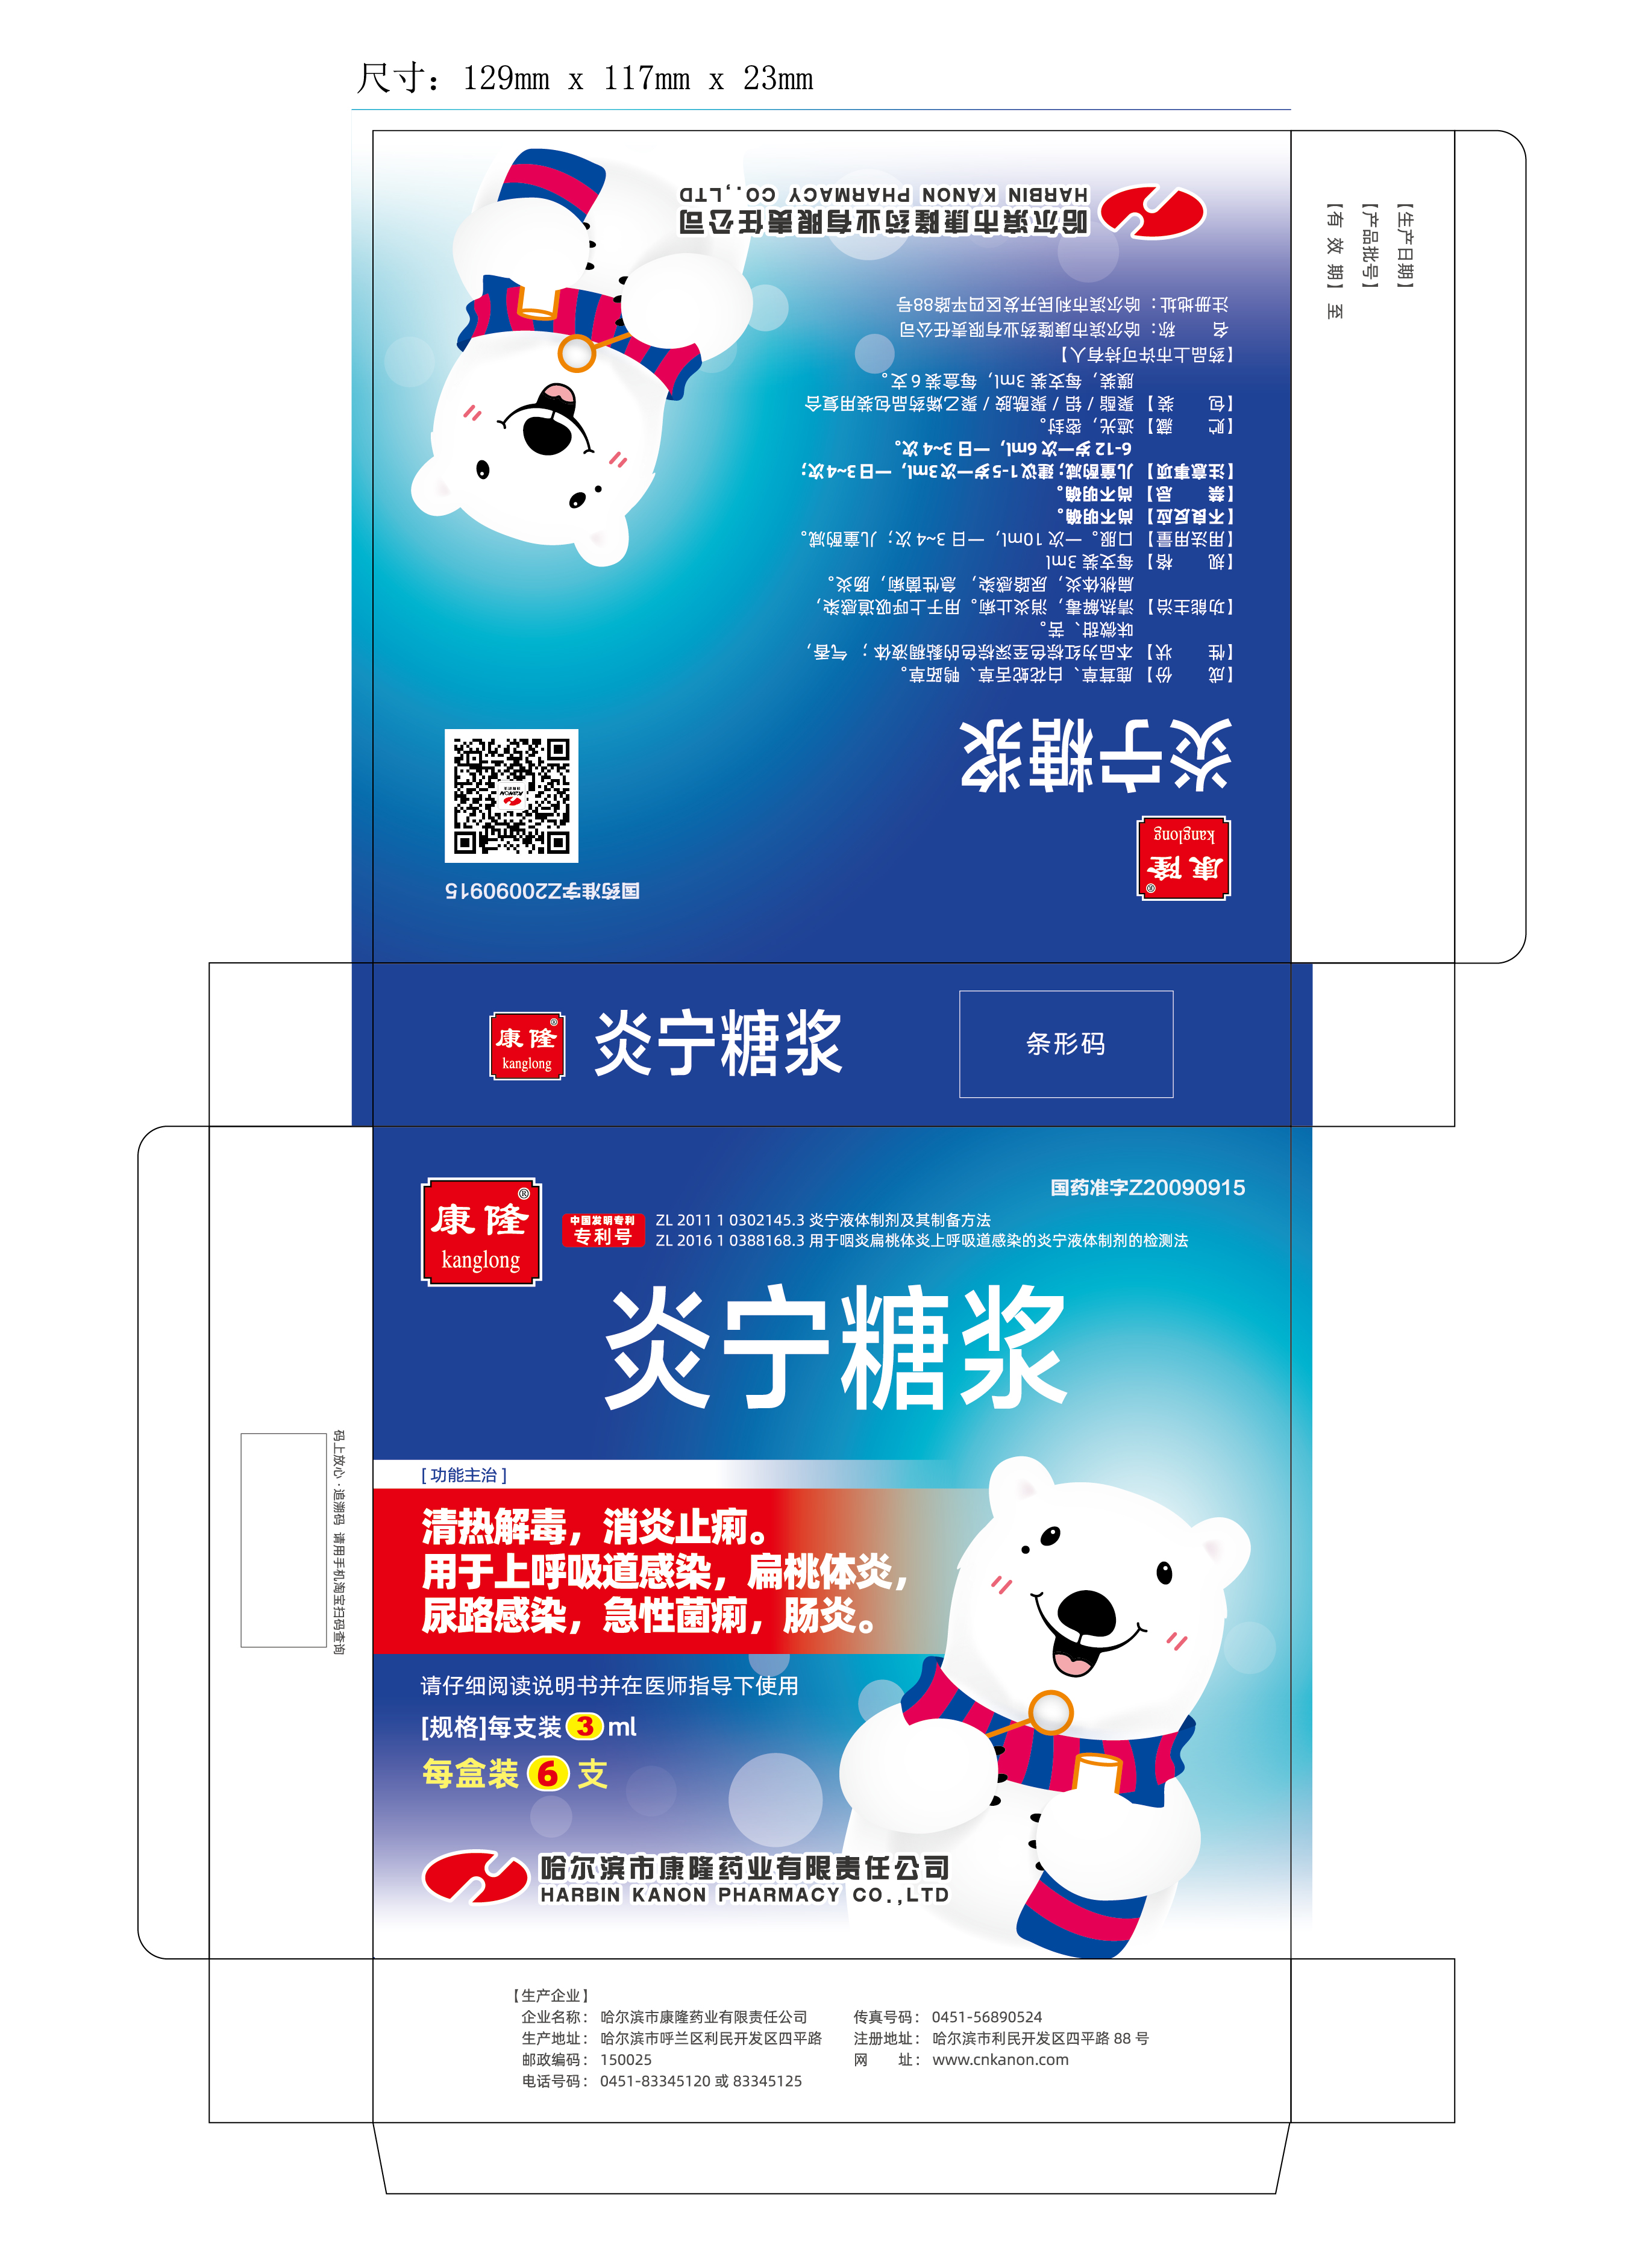 尺寸：129mm x 117mm x 23mm
【生产日期】
【产品批号】
【有 效 期】 至
康隆®
kanglong
国药准字Z20090915
KANON
炎宁糖浆
【成　　份】 鹿茸草、白花蛇舌草、鸭跖草。
【性　　状】 本品为红棕色至深棕色的黏稠液体；气香，
味微甜、苦。
【功能主治】 清热解毒，消炎止痢。用于上呼吸道感染，
扁桃体炎，尿路感染，急性菌痢，肠炎。
【规　　格】 每支装 3ml
【用法用量】 口服。一次 10ml，一日 3~4 次；儿童酌减。
【不良反应】 尚不明确。
【禁　　忌】 尚不明确。
【注意事项】 儿童酌减；建议1-5岁一次3ml，一日3~4次；
6-12 岁一次 6ml，一日 3~4 次。
【贮　　藏】 遮光，密封。
【包　　装】 聚酯 / 铝 / 聚酰胺 / 聚乙烯药品包装用复合
膜装，每支装 3ml，每盒装 6 支。
【药品上市许可持有人】
名　　称：哈尔滨市康隆药业有限责任公司
注册地址：哈尔滨市利民开发区四平路88号
哈尔滨市康隆药业有限责任公司
HARBIN KANON PHARMACY CO.,LTD
康隆®
kanglong
炎宁糖浆
条形码
康隆®
kanglong
国药准字Z20090915
中国发明专利
专利号
ZL 2011 1 0302145.3 炎宁液体制剂及其制备方法
ZL 2016 1 0388168.3 用于咽炎扁桃体炎上呼吸道感染的炎宁液体制剂的检测法
炎宁糖浆
[ 功能主治 ]
清热解毒，消炎止痢。
用于上呼吸道感染，扁桃体炎，
尿路感染，急性菌痢，肠炎。
请仔细阅读说明书并在医师指导下使用
[规格]每支装 3 ml
每盒装 6 支
哈尔滨市康隆药业有限责任公司
HARBIN KANON PHARMACY CO.,LTD
码上放心·追溯码 请用手机淘宝扫码查询
【生产企业】
企业名称： 哈尔滨市康隆药业有限责任公司
生产地址： 哈尔滨市呼兰区利民开发区四平路
邮政编码： 150025
电话号码： 0451-83345120 或 83345125
传真号码： 0451-56890524
注册地址： 哈尔滨市利民开发区四平路 88 号
网　　址： www.cnkanon.com